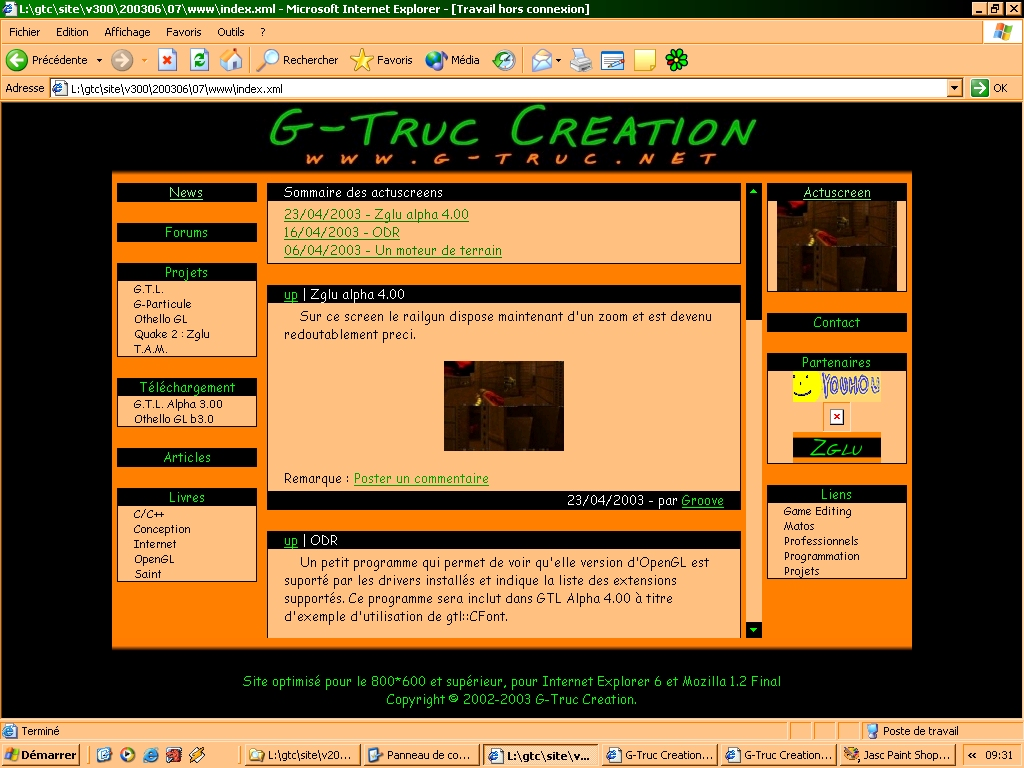 L:\gtc\site\v300\200306\07\www\index.xml - Microsoft Internet Explorer - [Travail hors connexion]
Fichier Edition Affichage Favoris Outils ?
Précédente Rechercher Favoris Média
Adresse L:\gtc\site\v300\200306\07\www\index.xml OK
G-Truc Creation
www.g-truc.net
News
Forums
Projets
G.T.L.
G-Particule
Othello GL
Quake 2 : Zglu
T.A.M.
Téléchargement
G.T.L. Alpha 3.00
Othello GL b3.0
Articles
Livres
C/C++
Conception
Internet
OpenGL
Saint
Sommaire des actuscreens
23/04/2003 - Zglu alpha 4.00
16/04/2003 - ODR
06/04/2003 - Un moteur de terrain
up | Zglu alpha 4.00
Sur ce screen le railgun dispose maintenant d'un zoom et est devenu
redoutablement preci.
Remarque : Poster un commentaire
23/04/2003 - par Groove
up | ODR
Un petit programme qui permet de voir qu'elle version d'OpenGL est
suporté par les drivers installés et indique la liste des extensions
supportés. Ce programme sera inclut dans GTL Alpha 4.00 à titre
d'exemple d'utilisation de gtl::CFont.
Actuscreen
Contact
Partenaires
YOUHOU
Zglu
Liens
Game Editing
Matos
Professionnels
Programmation
Projets
Site optimisé pour le 800*600 et supérieur, pour Internet Explorer 6 et Mozilla 1.2 Final
Copyright © 2002-2003 G-Truc Creation.
Terminé Poste de travail
Démarrer L:\gtc\site\v20... Panneau de co... L:\gtc\site\v... G-Truc Creation... G-Truc Creation... Jasc Paint Shop... « 09:31